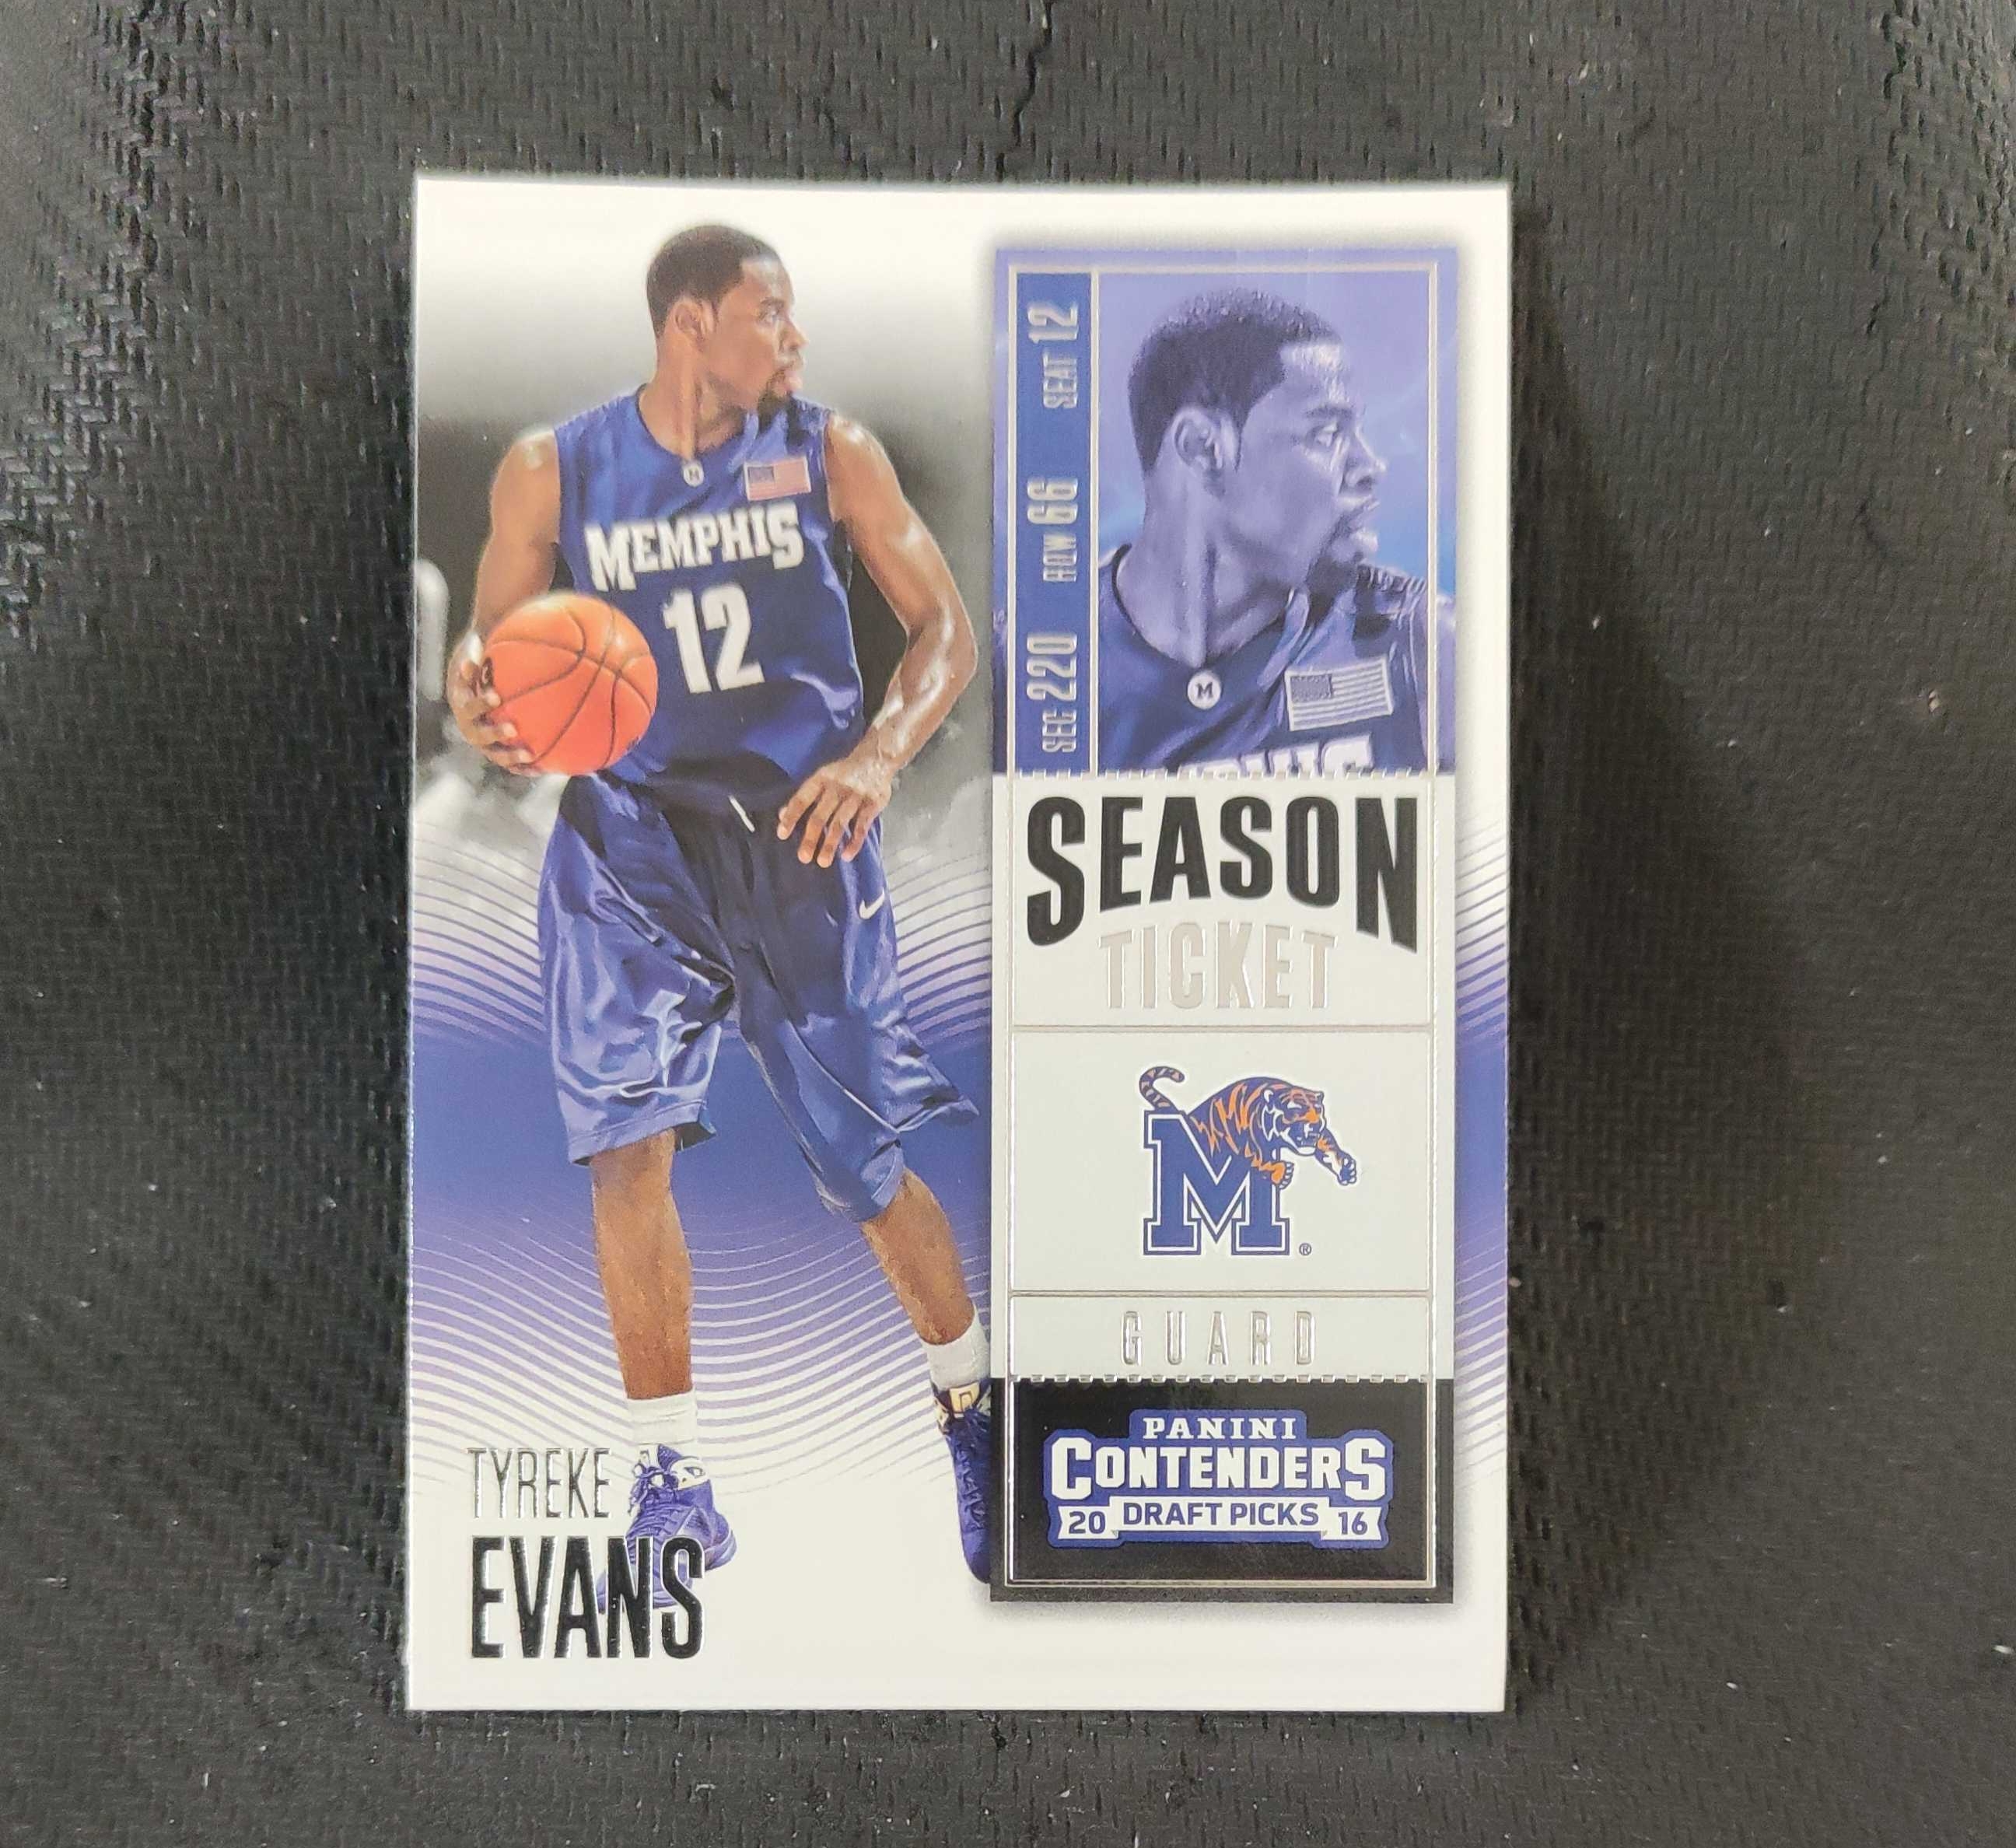 MEMPHIS
12
M
TYREKE
EVANS
SEC 220 ROW 66 SEAT 12
M
SEASON
TICKET
M
®
GUARD
PANINI
CONTENDERS
20 DRAFT PICKS 16